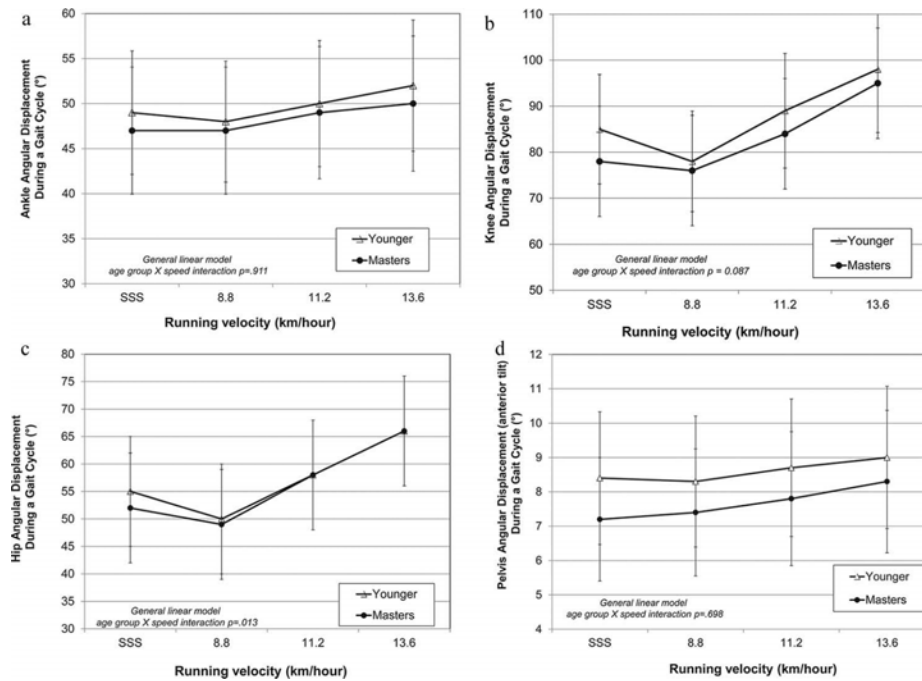 a
Ankle Angular Displacement
During a Gait Cycle (°)
60
55
50
45
40
35
30
Younger
Masters
General linear model
age group X speed interaction p=.911
SSS 8.8 11.2 13.6
Running velocity (km/hour)
b
Knee Angular Displacement
During a Gait Cycle (°)
100
90
80
70
60
50
Younger
Masters
General linear model
age group X speed interaction p = 0.087
SSS 8.8 11.2 13.6
Running velocity (km/hour)
c
Hip Angular Displacement
During a Gait Cycle (°)
80
75
70
65
60
55
50
45
40
35
30
Younger
Masters
General linear model
age group X speed interaction p=.013
SSS 8.8 11.2 13.6
Running velocity (km/hour)
d
Pelvis Angular Displacement (anterior tilt)
During a Gait Cycle (°)
12
11
10
9
8
7
6
5
4
Younger
Masters
General linear model
age group X speed interaction p=.698
SSS 8.8 11.2 13.6
Running velocity (km/hour)